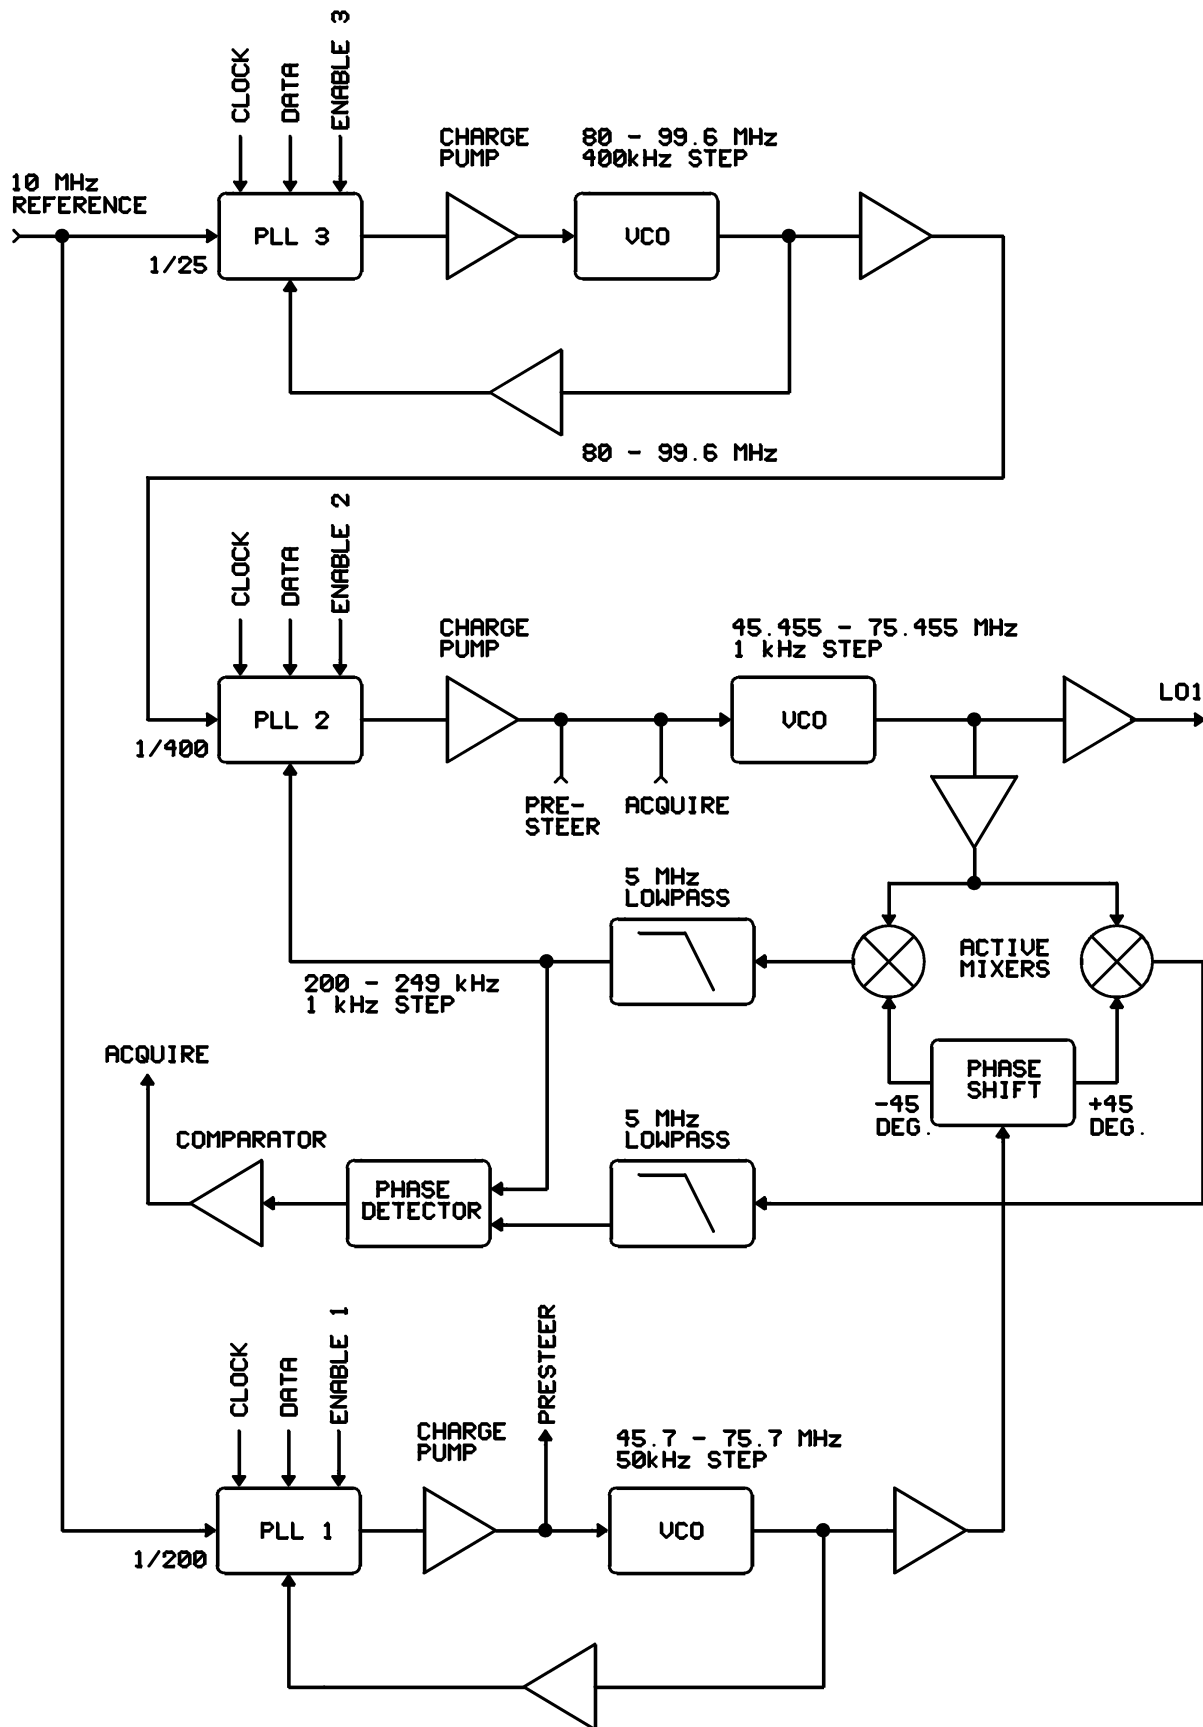 CLOCK
DATA
ENABLE 3
CHARGE
PUMP
80 - 99.6 MHz
400kHz STEP
10 MHz
REFERENCE
PLL 3
VCO
1/25
80 - 99.6 MHz
CLOCK
DATA
ENABLE 2
CHARGE
PUMP
45.455 - 75.455 MHz
1 kHz STEP
PLL 2
VCO
LO1
1/400
PRE-
STEER
ACQUIRE
5 MHz
LOWPASS
ACTIVE
MIXERS
200 - 249 kHz
1 kHz STEP
ACQUIRE
PHASE
SHIFT
-45
DEG.
+45
DEG.
COMPARATOR
5 MHz
LOWPASS
PHASE
DETECTOR
CLOCK
DATA
ENABLE 1
PRESTEER
CHARGE
PUMP
45.7 - 75.7 MHz
50kHz STEP
PLL 1
VCO
1/200